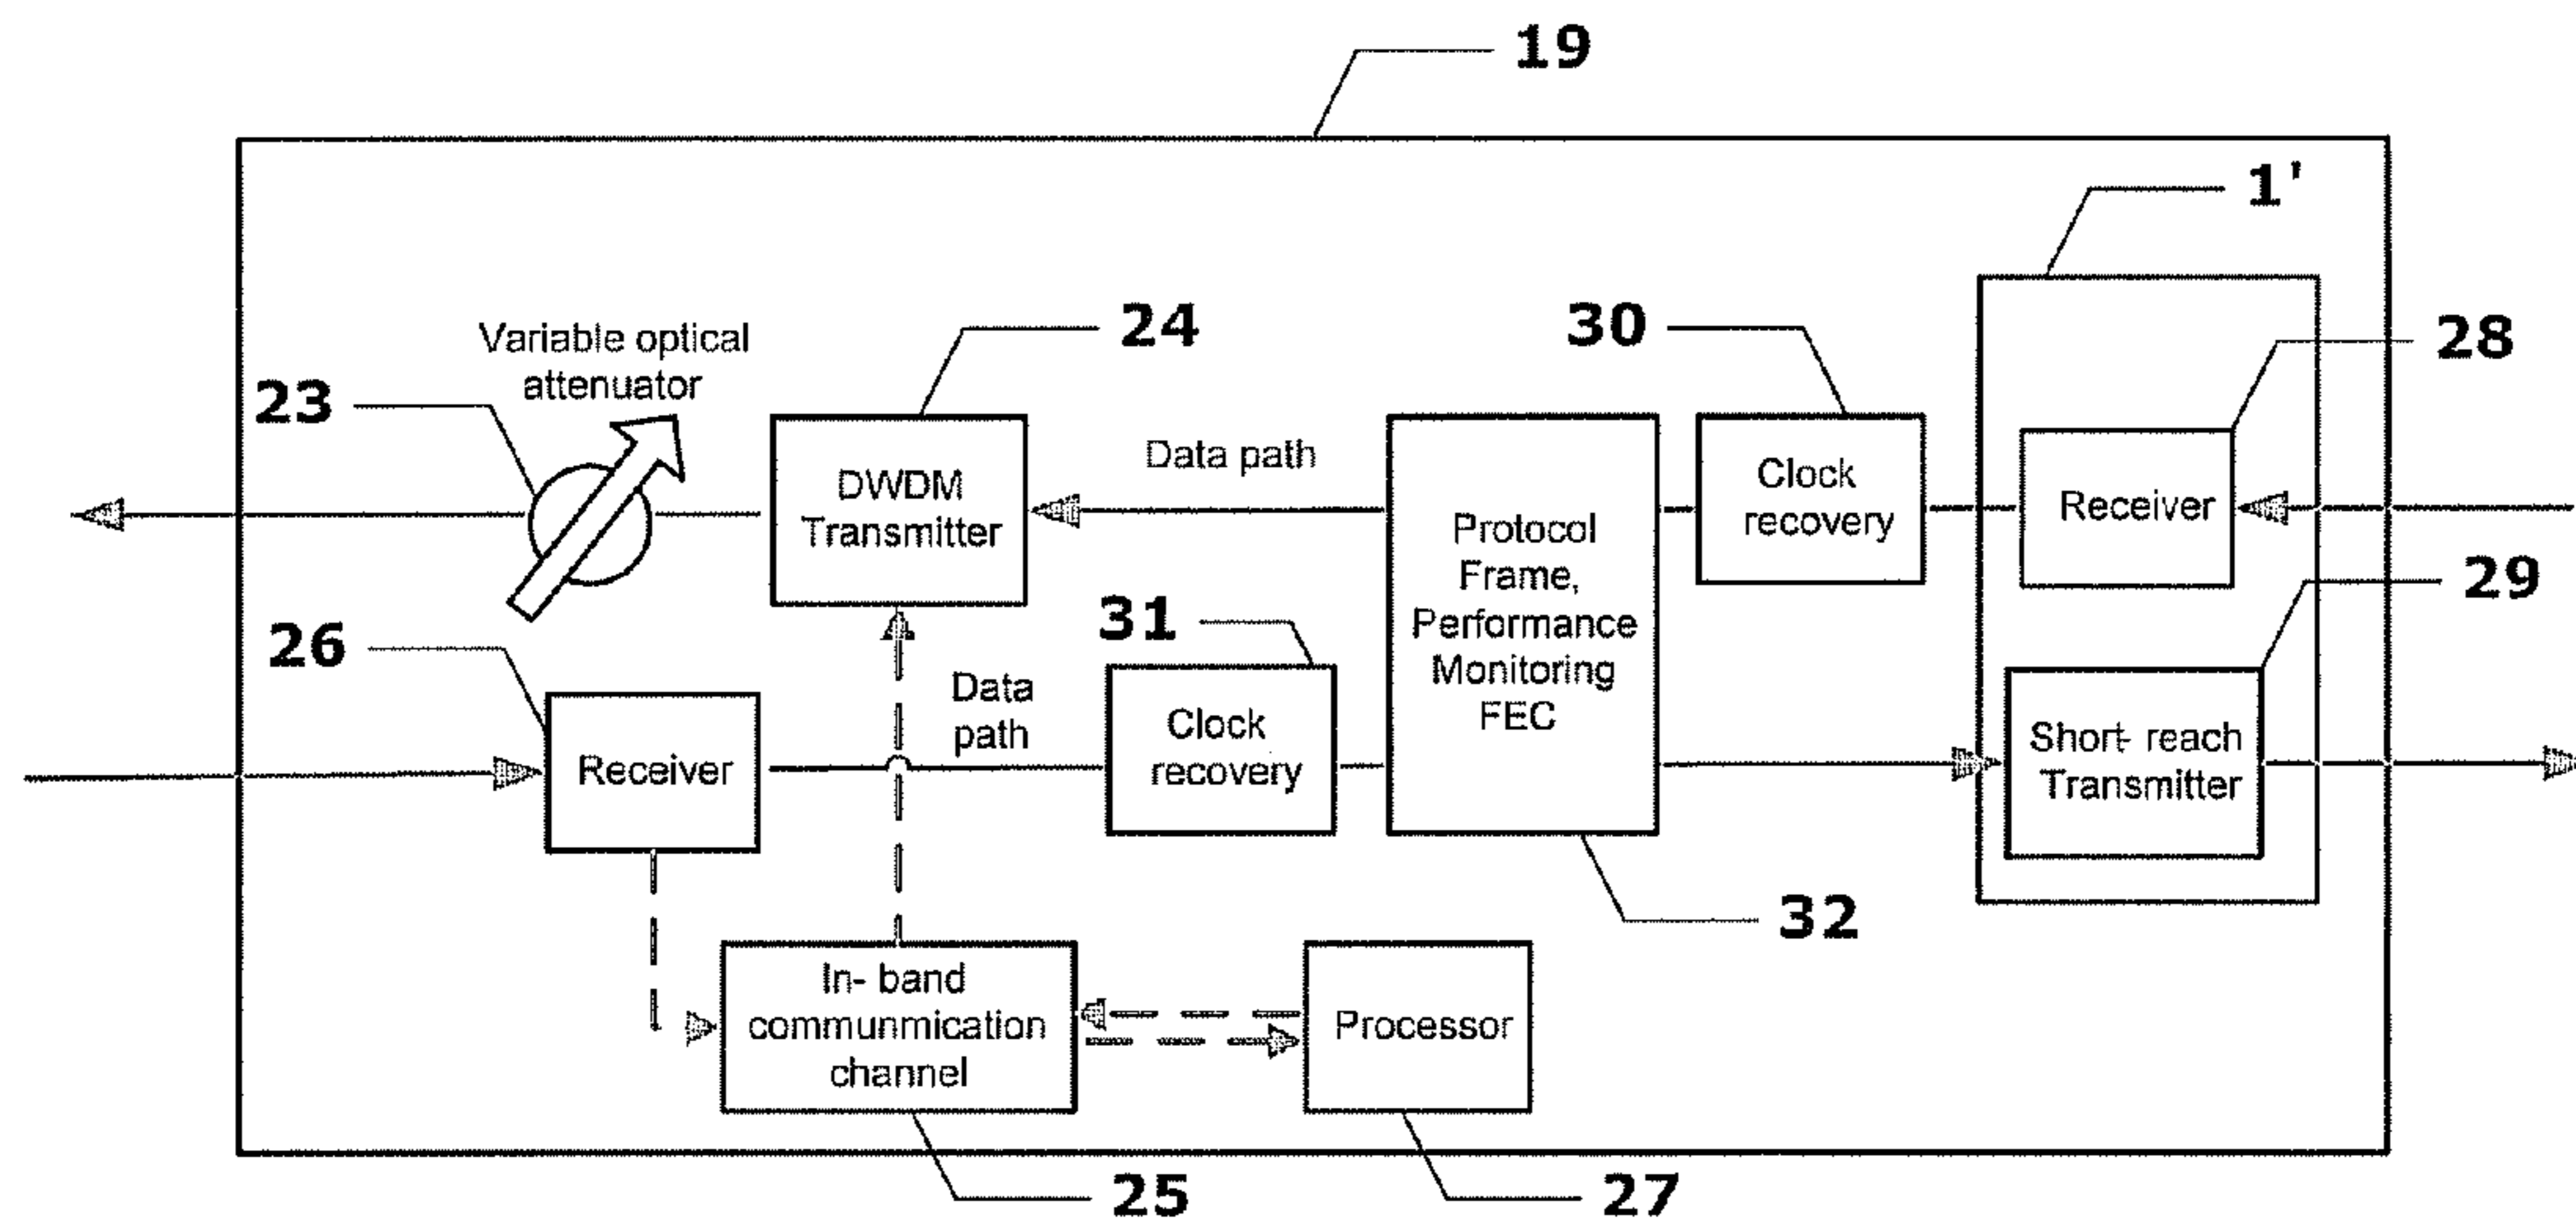 19
1'
Variable optical
attenuator
23
24
30
28
DWDM
Transmitter
Data path
Protocol
Frame,
Performance
Monitoring
FEC
Clock
recovery
Receiver
29
26
31
Receiver
Data
path
Clock
recovery
Short- reach
Transmitter
32
In- band
communmication
channel
Processor
25
27